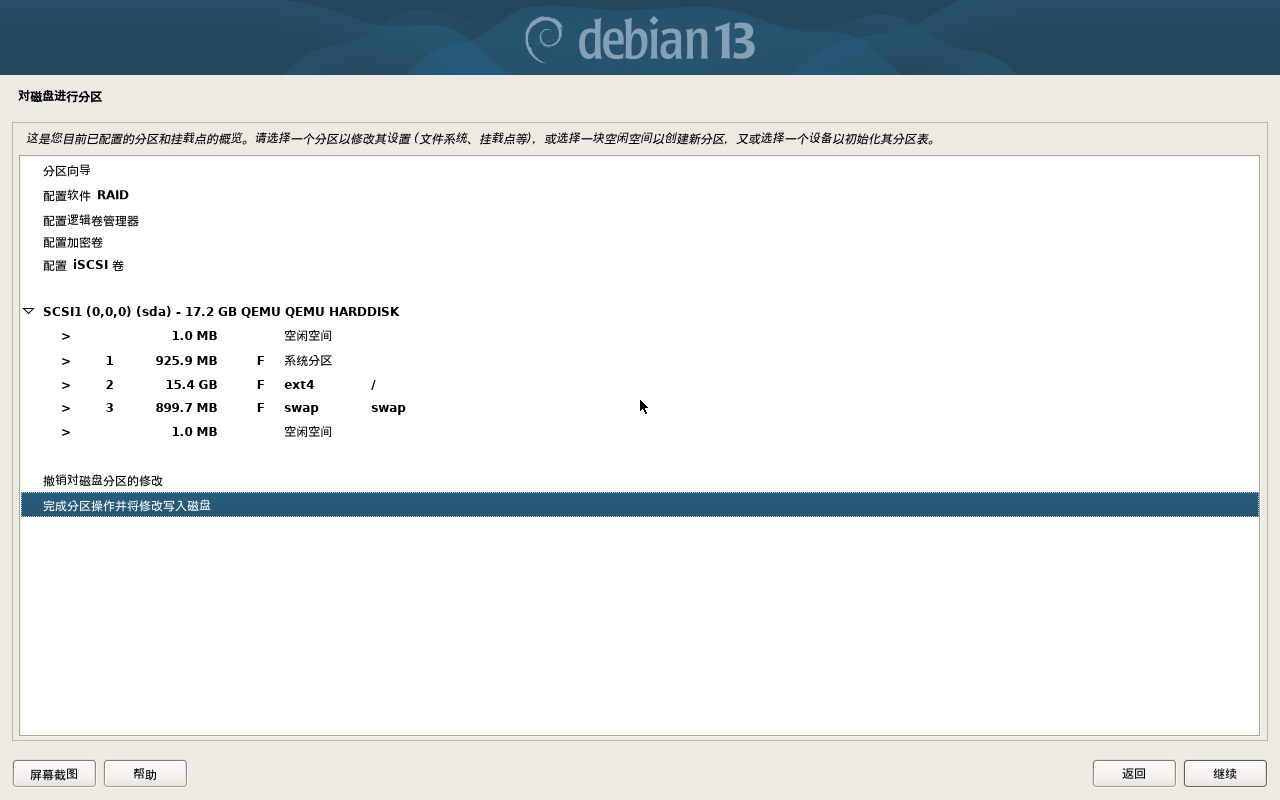 debian 13
对磁盘进行分区
这是您目前已配置的分区和挂载点的概览。请选择一个分区以修改其设置 (文件系统、挂载点等)，或选择一块空闲空间以创建新分区，又或选择一个设备以初始化其分区表。
分区向导
配置软件 RAID
配置逻辑卷管理器
配置加密卷
配置 iSCSI 卷
SCSI1 (0,0,0) (sda) - 17.2 GB QEMU QEMU HARDDISK
> 1.0 MB 空闲空间
> 1 925.9 MB F 系统分区
> 2 15.4 GB F ext4 /
> 3 899.7 MB F swap swap
> 1.0 MB 空闲空间
撤销对磁盘分区的修改
完成分区操作并将修改写入磁盘
屏幕截图 帮助 返回 继续